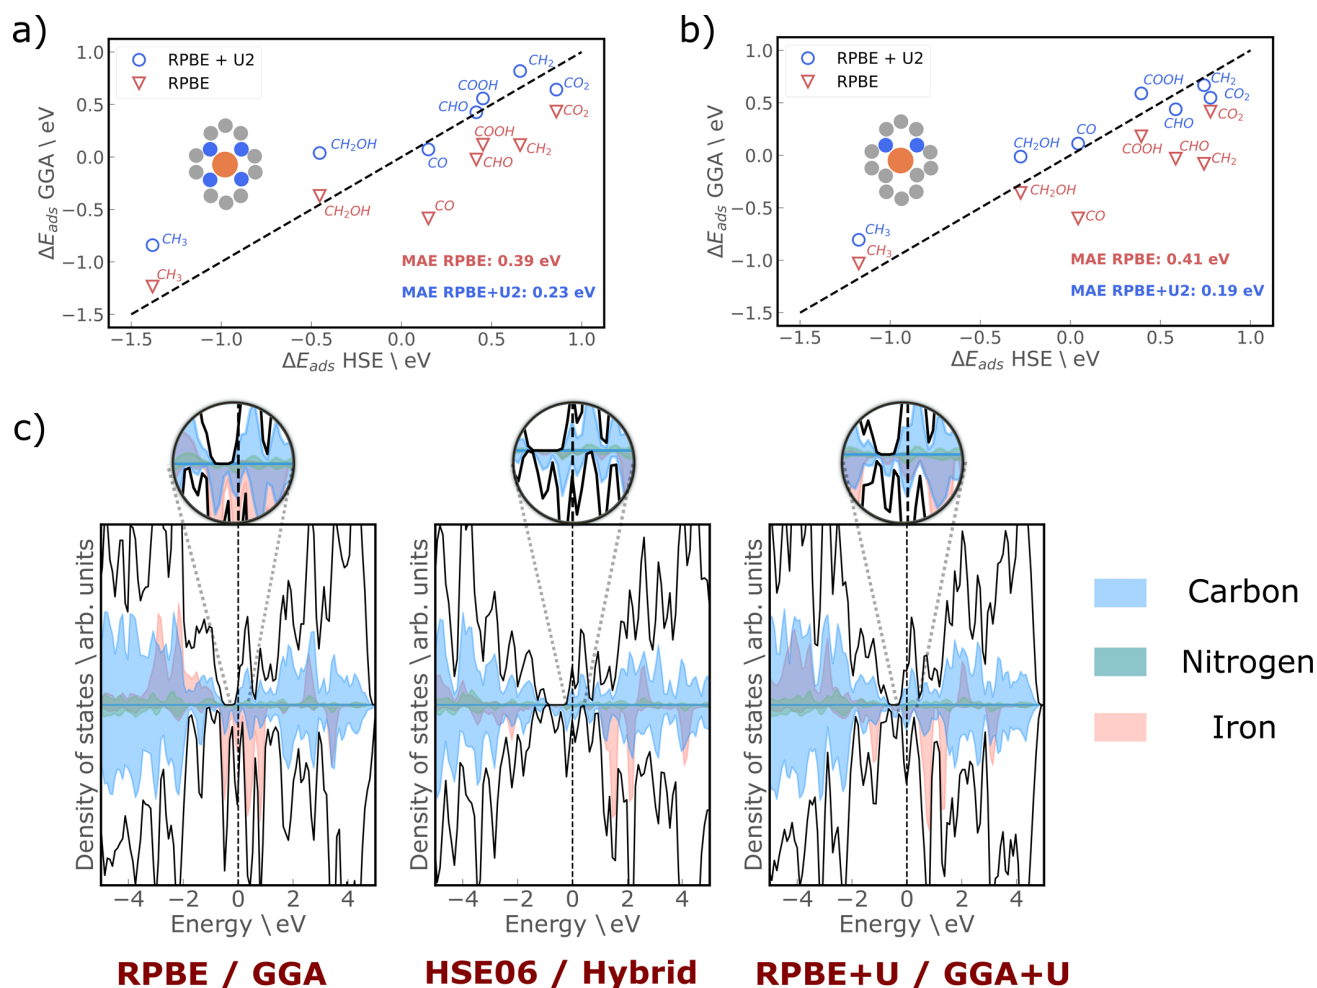 a)
1.0
0.5
0.0
−0.5
−1.0
−1.5
ΔE_ads GGA \ eV
RPBE + U2
RPBE
CH₂
CO₂
COOH
CHO
CH₂OH
CO
COOH
CHO
CH₂
CO₂
CH₂OH
CO
CH₃
CH₃
MAE RPBE: 0.39 eV
MAE RPBE+U2: 0.23 eV
−1.5 −1.0 −0.5 0.0 0.5 1.0
ΔE_ads HSE \ eV
b)
1.0
0.5
0.0
−0.5
−1.0
−1.5
ΔE_ads GGA \ eV
RPBE + U2
RPBE
COOH
CH₂
CO₂
CO₂
CHO
CO
CH₂OH
COOH
CHO
CH₂
CH₂OH
CO
CH₃
CH₃
MAE RPBE: 0.41 eV
MAE RPBE+U2: 0.19 eV
−1.5 −1.0 −0.5 0.0 0.5 1.0
ΔE_ads HSE \ eV
c)
Density of states \ arb. units
−4 −2 0 2 4
Energy \ eV
RPBE / GGA
Density of states \ arb. units
−4 −2 0 2 4
Energy \ eV
HSE06 / Hybrid
Density of states \ arb. units
−4 −2 0 2 4
Energy \ eV
RPBE+U / GGA+U
Carbon
Nitrogen
Iron